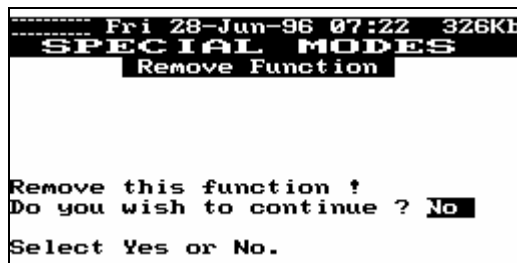 Fri 28-Jun-96 07:22 326Kb
SPECIAL MODES
Remove Function
Remove this function !
Do you wish to continue ? No
Select Yes or No.